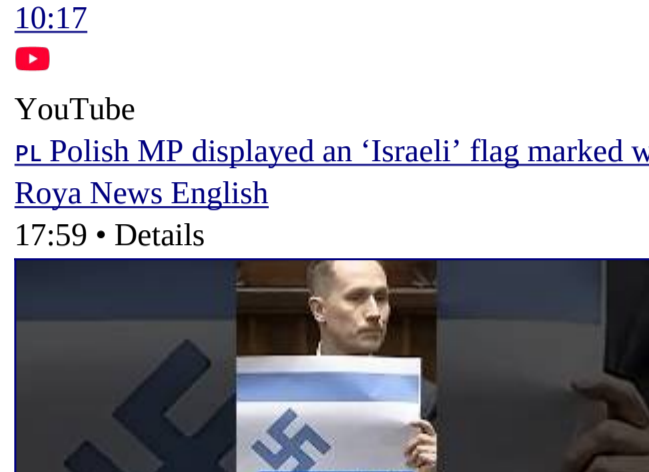 10:17
YouTube
PL Polish MP displayed an ‘Israeli’ flag marked w
Roya News English
17:59 • Details